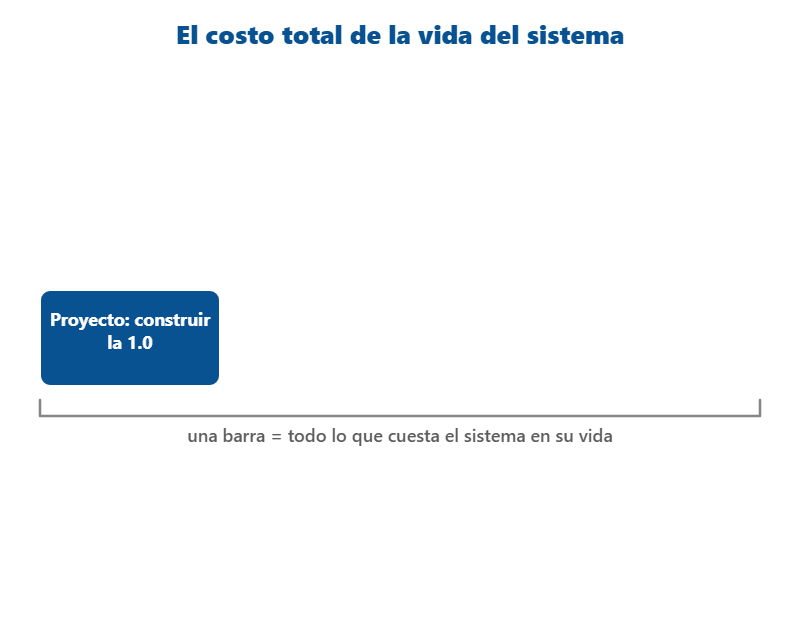 El costo total de la vida del sistema
Proyecto: construir
la 1.0
una barra = todo lo que cuesta el sistema en su vida